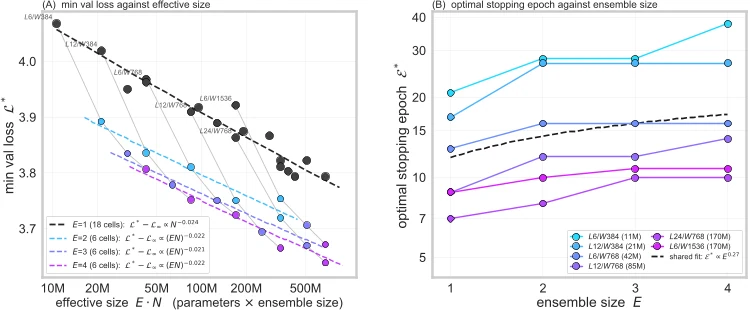 (A) min val loss against effective size
min val loss 𝓛*
4.0
3.9
3.8
3.7
L6/W384
L12/W384
L6/W768
L12/W768
L6/W1536
L24/W768
E=1 (18 cells): 𝓛* − 𝓛∞ ∝ N^−0.024
E=2 (6 cells): 𝓛* − 𝓛∞ ∝ (EN)^−0.022
E=3 (6 cells): 𝓛* − 𝓛∞ ∝ (EN)^−0.021
E=4 (6 cells): 𝓛* − 𝓛∞ ∝ (EN)^−0.022
10M 20M 50M 100M 200M 500M
effective size E · N (parameters × ensemble size)
(B) optimal stopping epoch against ensemble size
optimal stopping epoch 𝓔*
40
30
20
15
10
7
5
L6/W384 (11M)
L12/W384 (21M)
L6/W768 (42M)
L12/W768 (85M)
L24/W768 (170M)
L6/W1536 (170M)
shared fit: 𝓔* ∝ E^0.27
1 2 3 4
ensemble size E